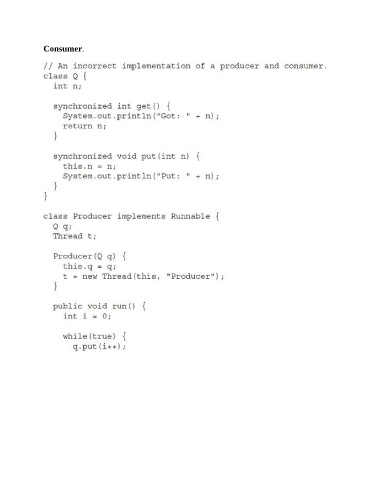 Consumer.
// An incorrect implementation of a producer and consumer.
class Q {
  int n;

  synchronized int get() {
    System.out.println("Got: " + n);
    return n;
  }

  synchronized void put(int n) {
    this.n = n;
    System.out.println("Put: " + n);
  }
}

class Producer implements Runnable {
  Q q;
  Thread t;

  Producer(Q q) {
    this.q = q;
    t = new Thread(this, "Producer");
  }

  public void run() {
    int i = 0;

    while(true) {
      q.put(i++);